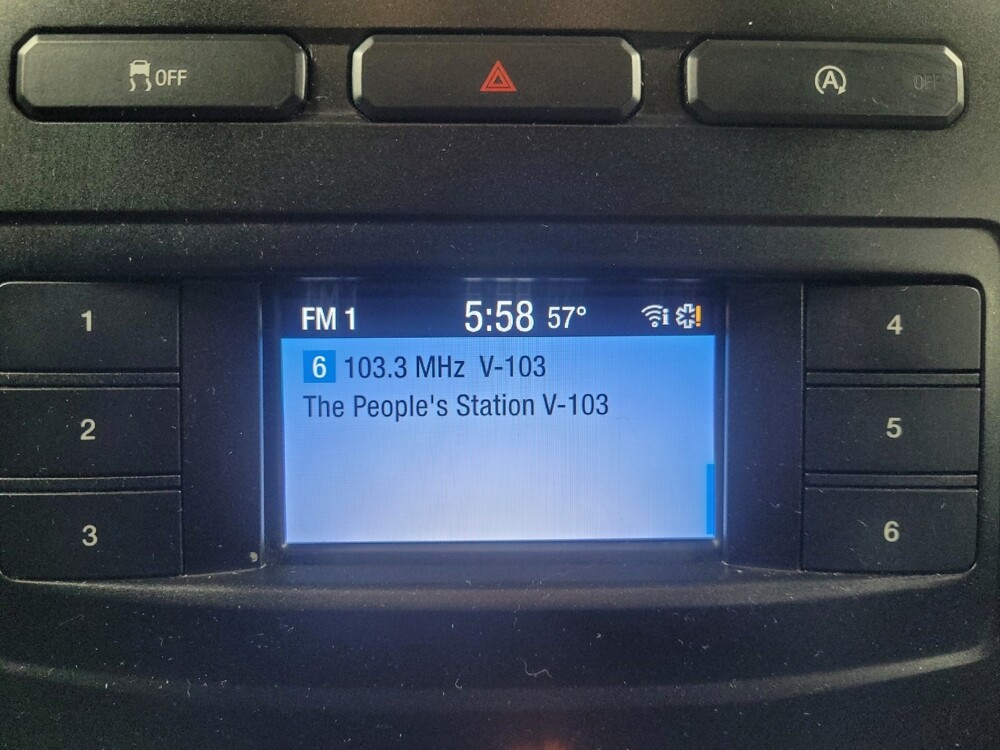 OFF
A OFF
FM 1 5:58 57° i !
1
2
3
6 103.3 MHz V-103
The People's Station V-103
4
5
6